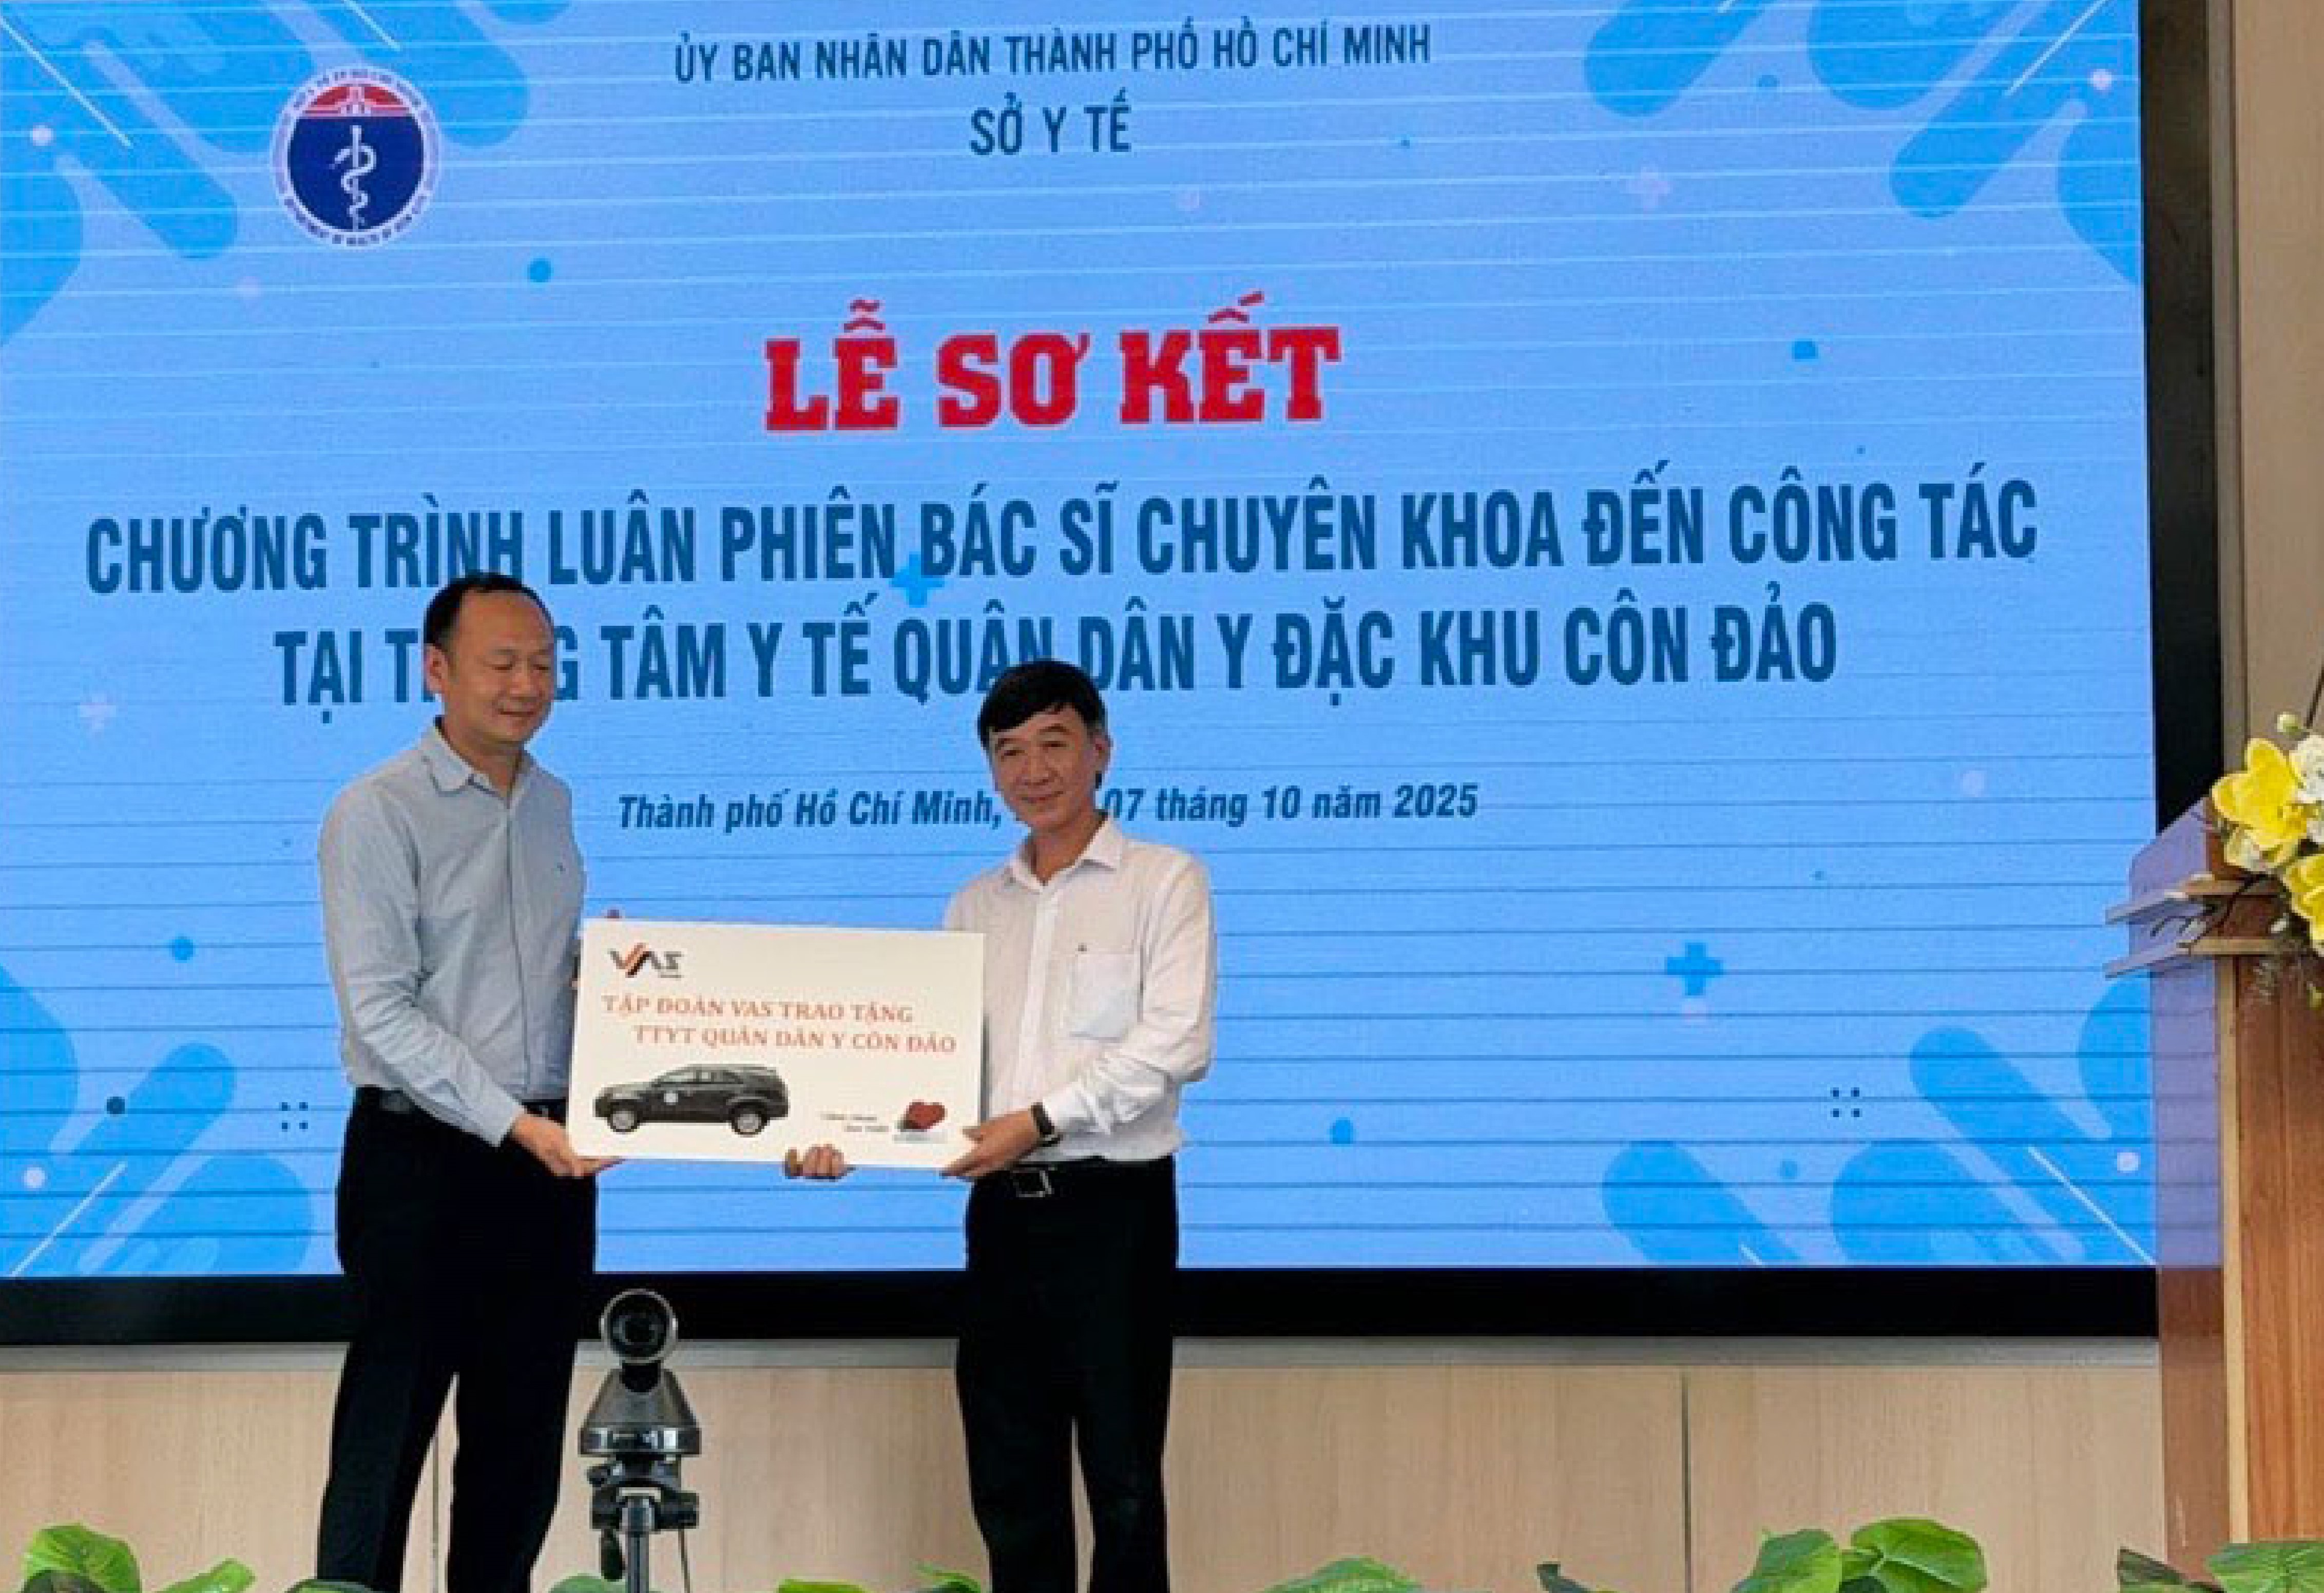 ỦY BAN NHÂN DÂN THÀNH PHỐ HỒ CHÍ MINH
SỞ Y TẾ
LỄ SƠ KẾT
CHƯƠNG TRÌNH LUÂN PHIÊN BÁC SĨ CHUYÊN KHOA ĐẾN CÔNG TÁC
TẠI TÂM Y TẾ QUÂN DÂN Y ĐẶC KHU CÔN ĐẢO
Thành phố Hồ Chí Minh, 07 tháng 10 năm 2025
VAS
TẬP ĐOÀN VAS TRAO TẶNG
TTYT QUÂN DÂN Y CÔN ĐẢO